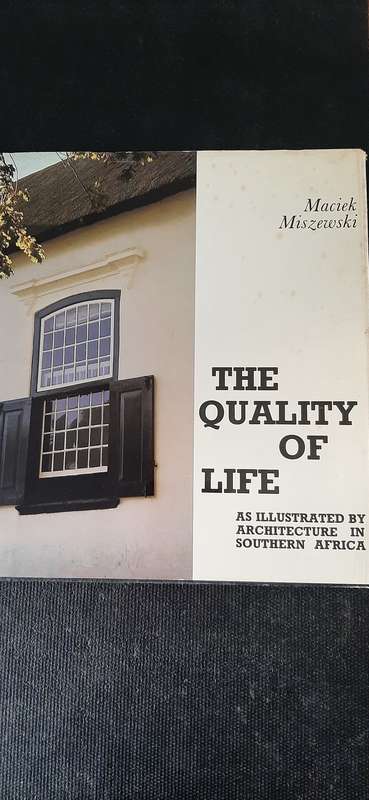 Maciek
Miszewski
THE
QUALITY
OF
LIFE
AS ILLUSTRATED BY
ARCHITECTURE IN
SOUTHERN AFRICA